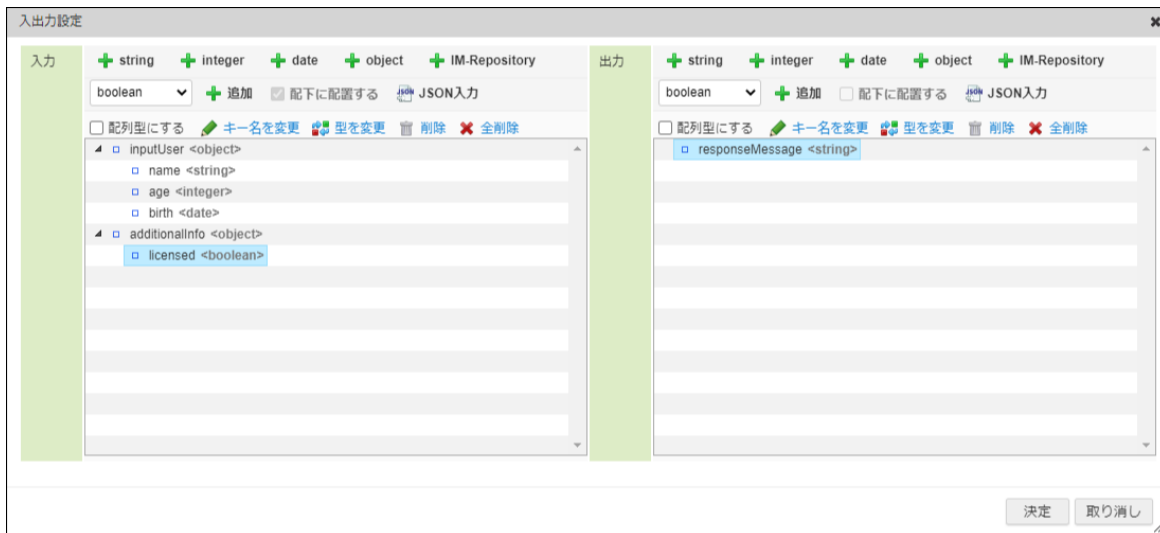 入出力設定
入力
string integer date object IM-Repository
boolean 追加 配下に配置する JSON入力
配列型にする キー名を変更 型を変更 削除 全削除
inputUser <object>
name <string>
age <integer>
birth <date>
additionalInfo <object>
licensed <boolean>
出力
string integer date object IM-Repository
boolean 追加 配下に配置する JSON入力
配列型にする キー名を変更 型を変更 削除 全削除
responseMessage <string>
決定 取り消し